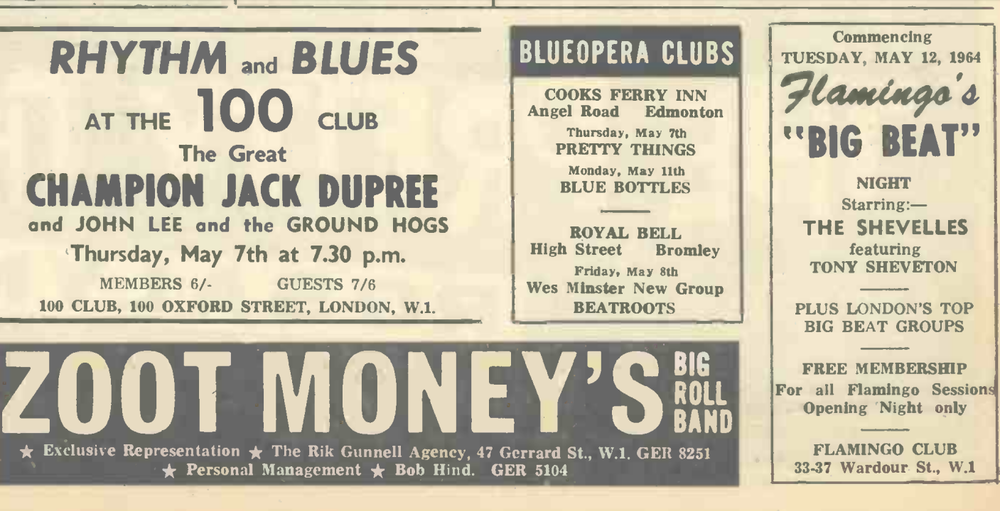 RHYTHM and BLUES
AT THE 100 CLUB
The Great
CHAMPION JACK DUPREE
and JOHN LEE and the GROUND HOGS
Thursday, May 7th at 7.30 p.m.
MEMBERS 6/- GUESTS 7/6
100 CLUB, 100 OXFORD STREET, LONDON, W.1.
BLUEOPERA CLUBS
COOKS FERRY INN
Angel Road Edmonton
Thursday, May 7th
PRETTY THINGS
Monday, May 11th
BLUE BOTTLES
ROYAL BELL
High Street Bromley
Friday, May 8th
Wes Minster New Group
BEATROOTS
Commencing
TUESDAY, MAY 12, 1964
Flamingo's
"BIG BEAT"
NIGHT
Starring:—
THE SHEVELLES
featuring
TONY SHEVETON
PLUS LONDON'S TOP
BIG BEAT GROUPS
FREE MEMBERSHIP
For all Flamingo Sessions
Opening Night only
FLAMINGO CLUB
33-37 Wardour St., W.1
ZOOT MONEY'S BIG
ROLL
BAND
★ Exclusive Representation ★ The Rik Gunnell Agency, 47 Gerrard St., W.1. GER 8251
★ Personal Management ★ Bob Hind. GER 5104